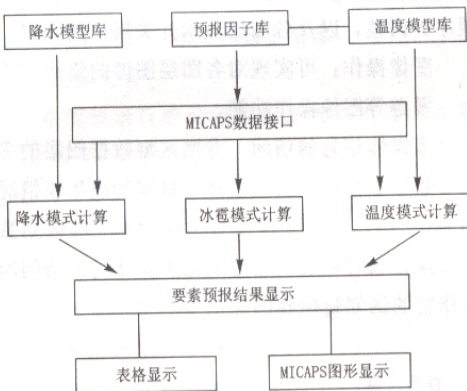 降水模型库
预报因子库
温度模型库
MICAPS数据接口
降水模式计算
冰雹模式计算
温度模式计算
要素预报结果显示
表格显示
MICAPS图形显示